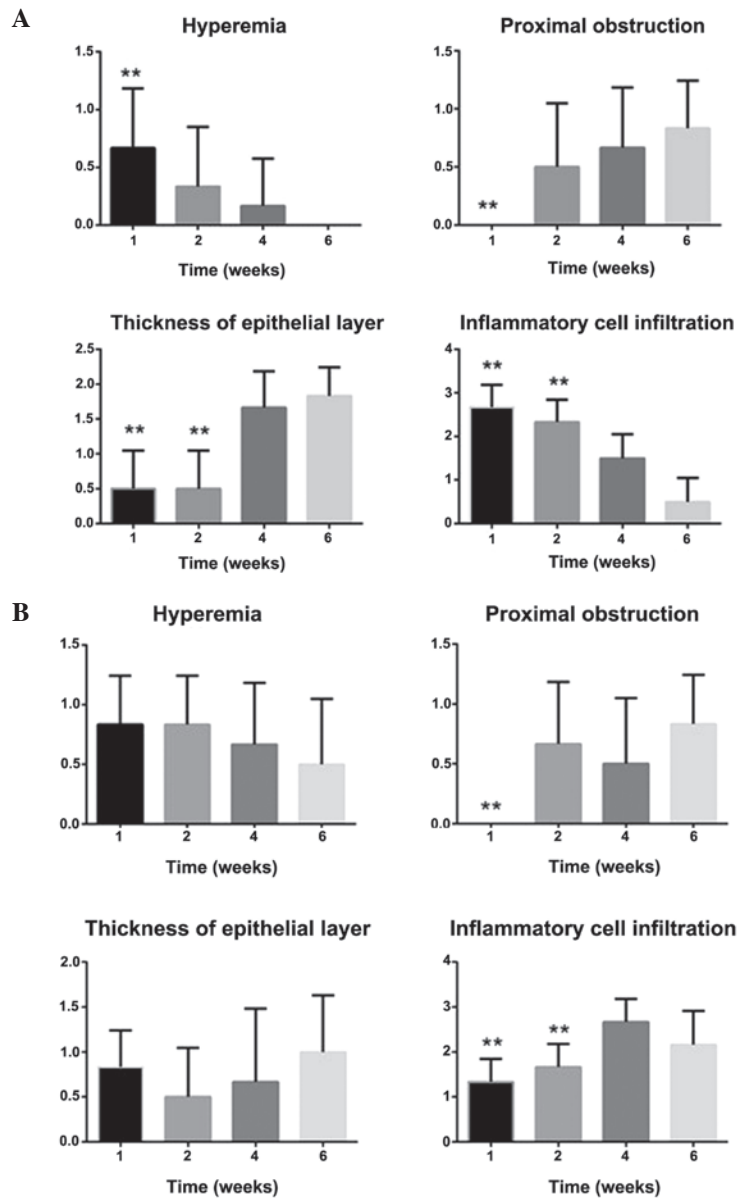 A
Hyperemia
1.5
**
1.0
0.5
0.0
1 2 4 6
Time (weeks)
Proximal obstruction
1.5
1.0
0.5
**
0.0
1 2 4 6
Time (weeks)
Thickness of epithelial layer
2.5
2.0
1.5
1.0
** **
0.5
0.0
1 2 4 6
Time (weeks)
Inflammatory cell infiltration
4
** **
3
2
1
0
1 2 4 6
Time (weeks)
B
Hyperemia
1.5
1.0
0.5
0.0
1 2 4 6
Time (weeks)
Proximal obstruction
1.5
1.0
0.5
**
0.0
1 2 4 6
Time (weeks)
Thickness of epithelial layer
2.0
1.5
1.0
0.5
0.0
1 2 4 6
Time (weeks)
Inflammatory cell infiltration
4
3
** **
2
1
0
1 2 4 6
Time (weeks)